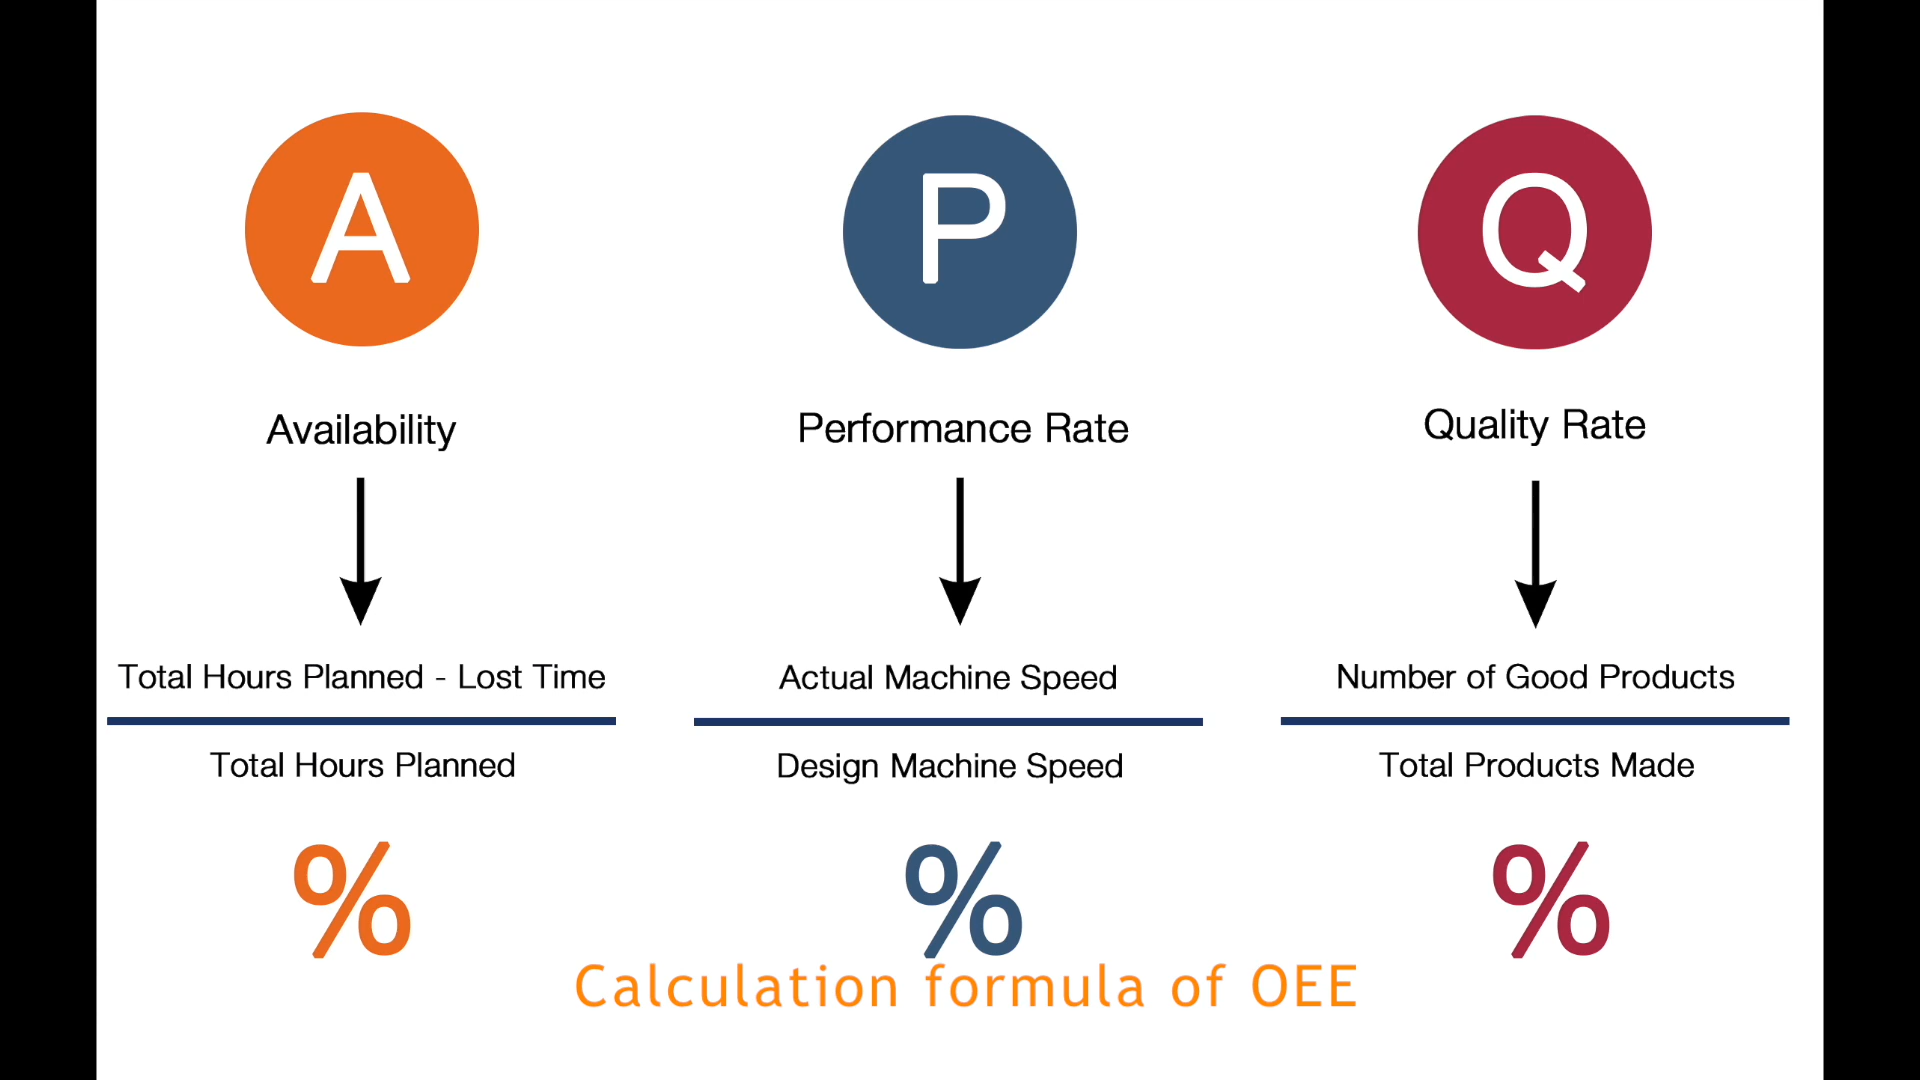 A
P
Q
Availability
Performance Rate
Quality Rate
Total Hours Planned - Lost Time
Total Hours Planned
Actual Machine Speed
Design Machine Speed
Number of Good Products
Total Products Made
%
%
%
Calculation formula of OEE